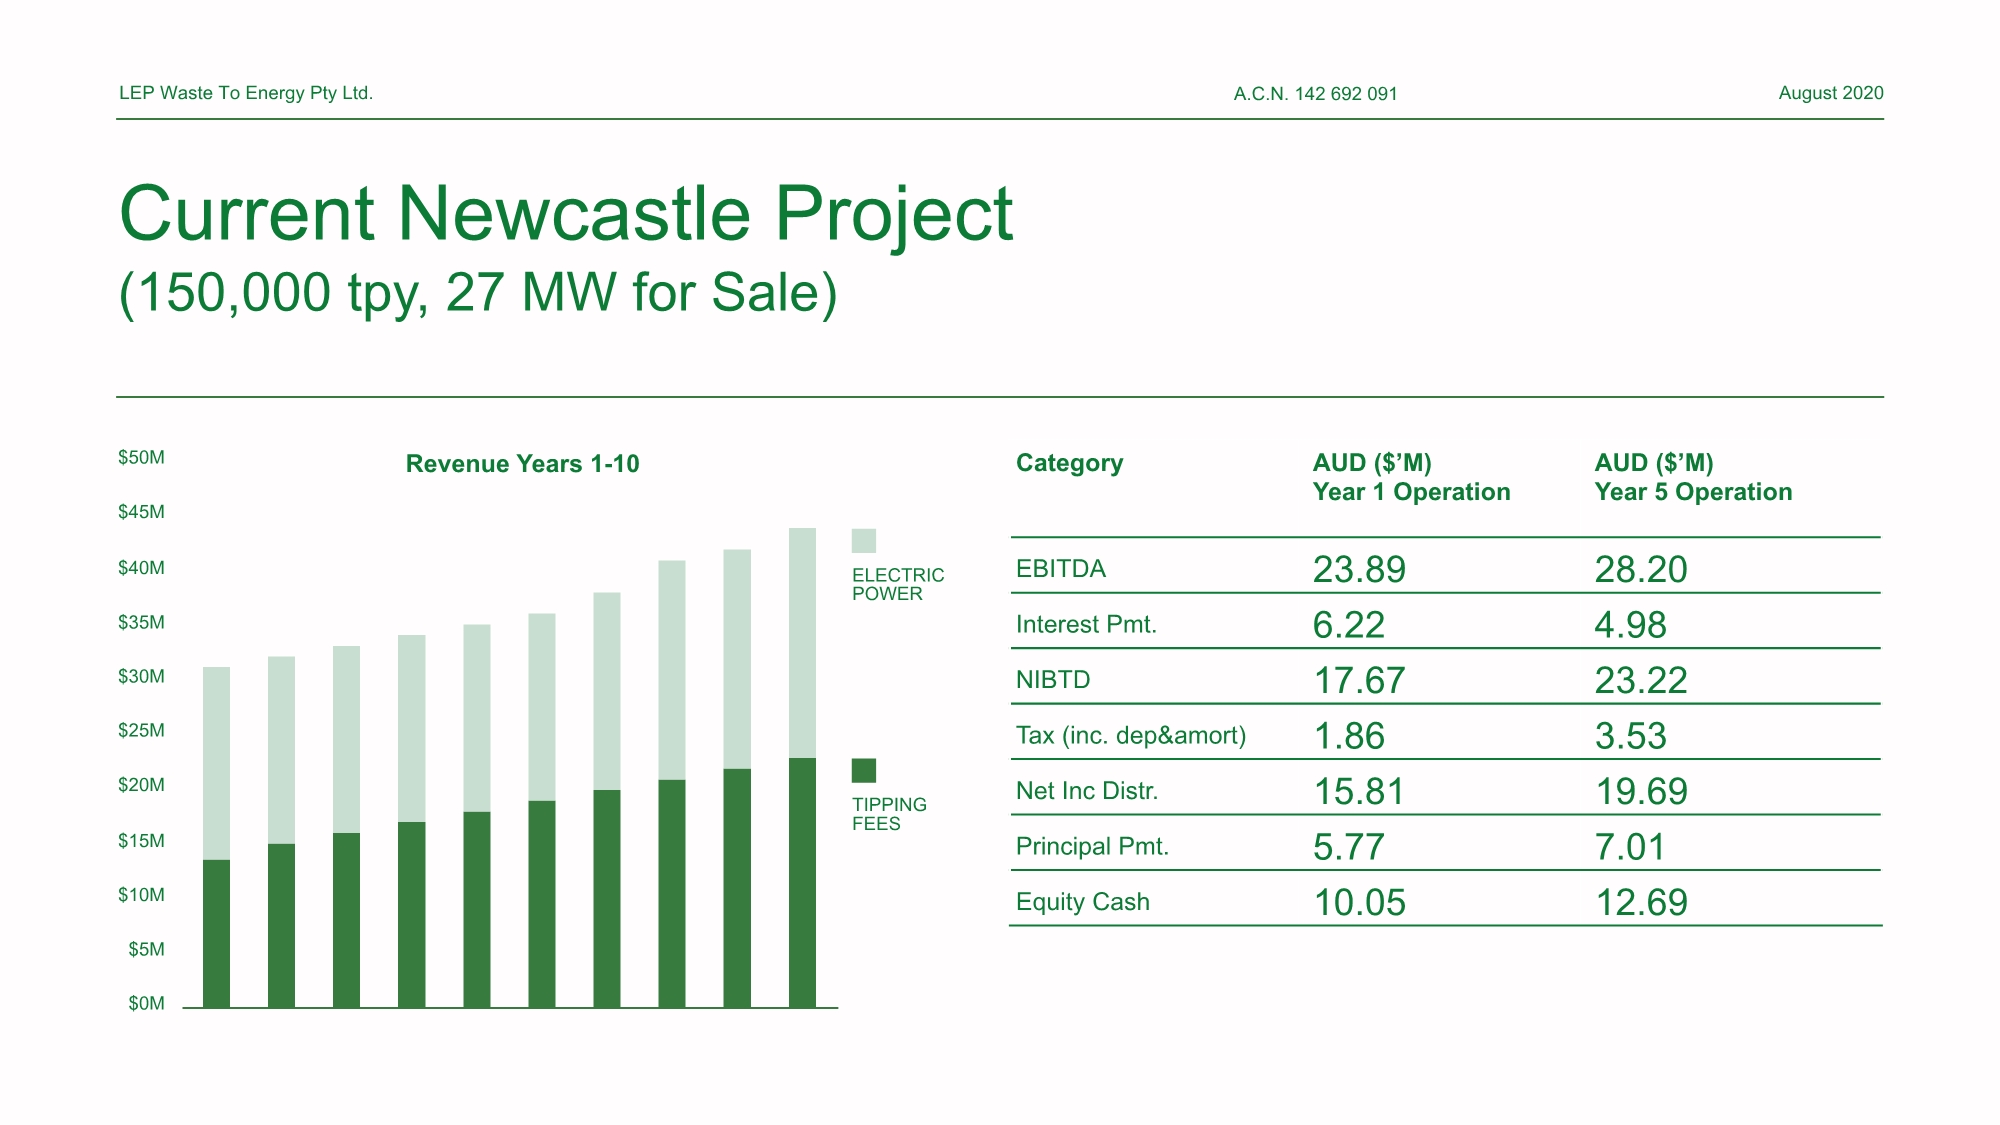 LEP Waste To Energy Pty Ltd.
A.C.N. 142 692 091
August 2020
Current Newcastle Project
(150,000 tpy, 27 MW for Sale)
Revenue Years 1-10
$50M
$45M
$40M
$35M
$30M
$25M
$20M
$15M
$10M
$5M
$0M
ELECTRIC
POWER
TIPPING
FEES
Category AUD ($’M) AUD ($’M)
Year 1 Operation Year 5 Operation
EBITDA 23.89 28.20
Interest Pmt. 6.22 4.98
NIBTD 17.67 23.22
Tax (inc. dep&amort) 1.86 3.53
Net Inc Distr. 15.81 19.69
Principal Pmt. 5.77 7.01
Equity Cash 10.05 12.69